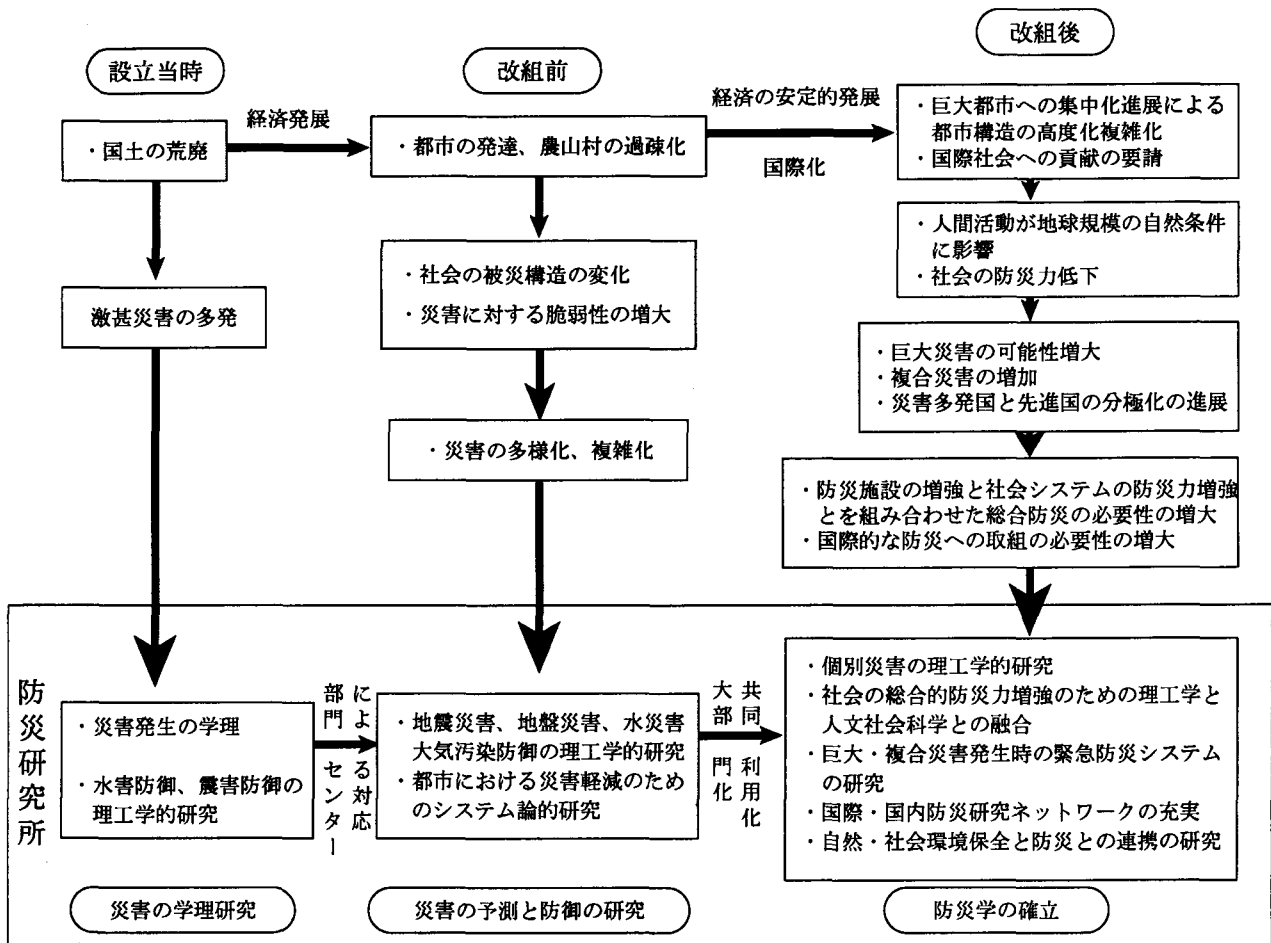 設立当時
改組前
改組後
経済発展
経済の安定的発展
国際化
・国土の荒廃
・都市の発達、農山村の過疎化
・巨大都市への集中化進展による
都市構造の高度化複雑化
・国際社会への貢献の要請
・人間活動が地球規模の自然条件
に影響
・社会の防災力低下
・社会の被災構造の変化
・災害に対する脆弱性の増大
激甚災害の多発
・巨大災害の可能性増大
・複合災害の増加
・災害多発国と先進国の分極化の進展
・災害の多様化、複雑化
・防災施設の増強と社会システムの防災力増強
とを組み合わせた総合防災の必要性の増大
・国際的な防災への取組の必要性の増大
防災研究所
・災害発生の学理
・水害防御、震害防御の
理工学的研究
部門 センター
による対応
・地震災害、地盤災害、水災害
大気汚染防御の理工学的研究
・都市における災害軽減のため
のシステム論的研究
大部門化
共同利用化
・個別災害の理工学的研究
・社会の総合的防災力増強のための理工学と
人文社会科学との融合
・巨大・複合災害発生時の緊急防災システム
の研究
・国際・国内防災研究ネットワークの充実
・自然・社会環境保全と防災との連携の研究
災害の学理研究
災害の予測と防御の研究
防災学の確立